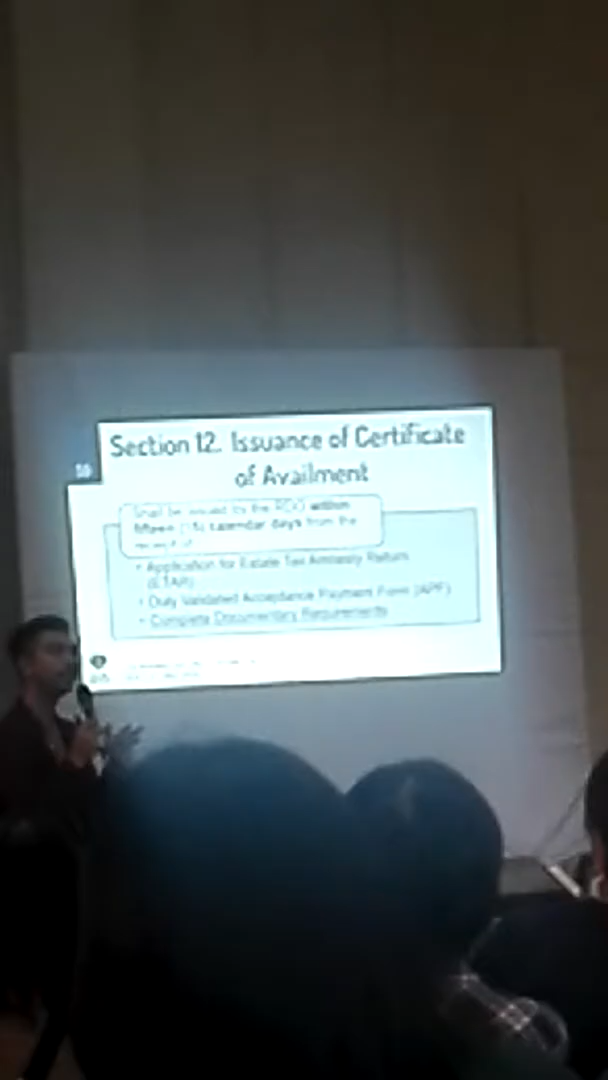 Section 12. Issuance of Certificate
of Availment
Shall be issued by the RDO within
fifteen (15) calendar days from the
receipt of:
• Application for Estate Tax Amnesty Return
(ETAR)
• Duly Validated Acceptance Payment Form (APF)
• Complete Documentary Requirements